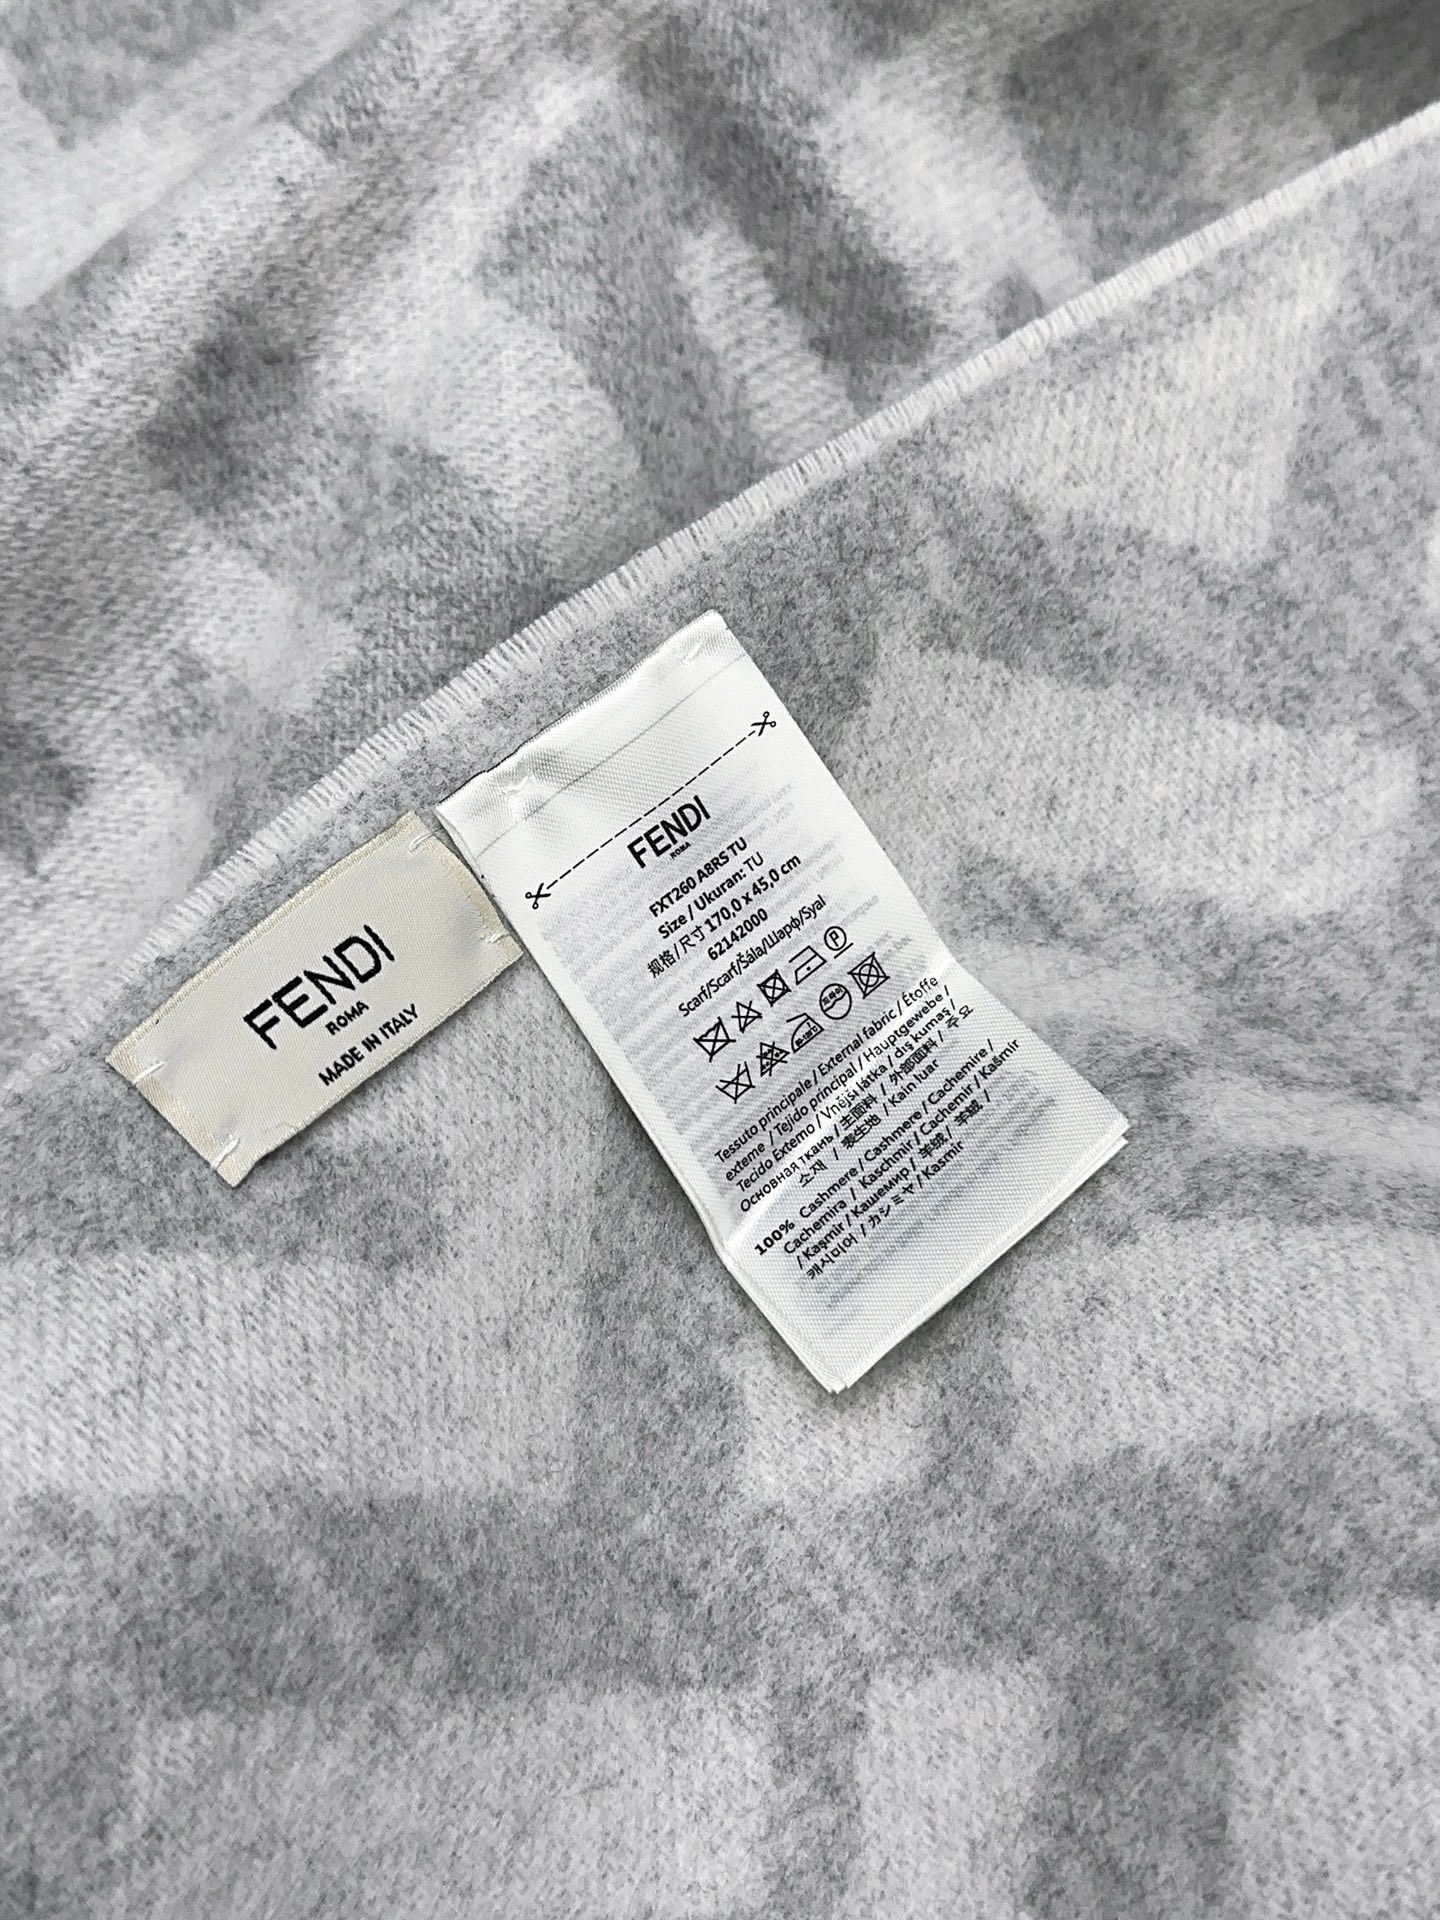 FENDI
ROMA
MADE IN ITALY
FENDI
ROMA
FXT260 A8RS TU
Size / Ukuran: TU
规格/尺寸 170,0 x 45,0 cm
62142000
Scarf/Scarf/Šála/Шарф/Syal
Tessuto principale / External fabric / Étoffe
externe / Tejido principal / Hauptgewebe /
Tecido Externo / Vnější látka / dış kumaş /
Основная ткань / 主面料 / 外部面料 / 주요
소재 / 表生地 / Kain luar
100% Cashmere / Cashmere / Cachemire /
Cachemira / Kaschmir / Cachemir / Kašmír
/ Kaşmir / Кашемир / 羊绒 / 羊絨 /
캐시미어 / カシミヤ / Kasmir